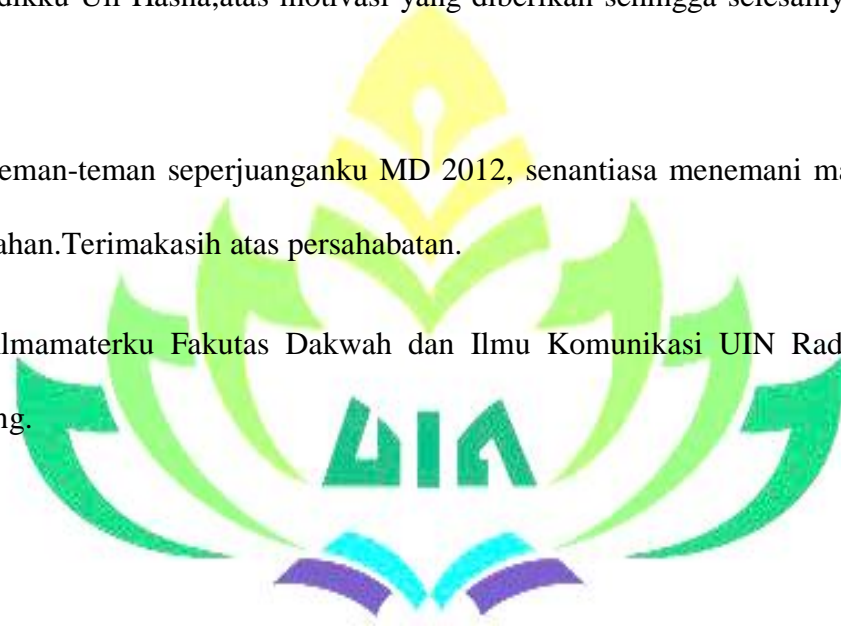 dikku Uli Hasna,atas motivasi yang diberikan sehingga selesainy
eman-teman seperjuanganku MD 2012, senantiasa menemani ma
ahan.Terimakasih atas persahabatan.
lmamaterku Fakutas Dakwah dan Ilmu Komunikasi UIN Rad
ng.
UIN